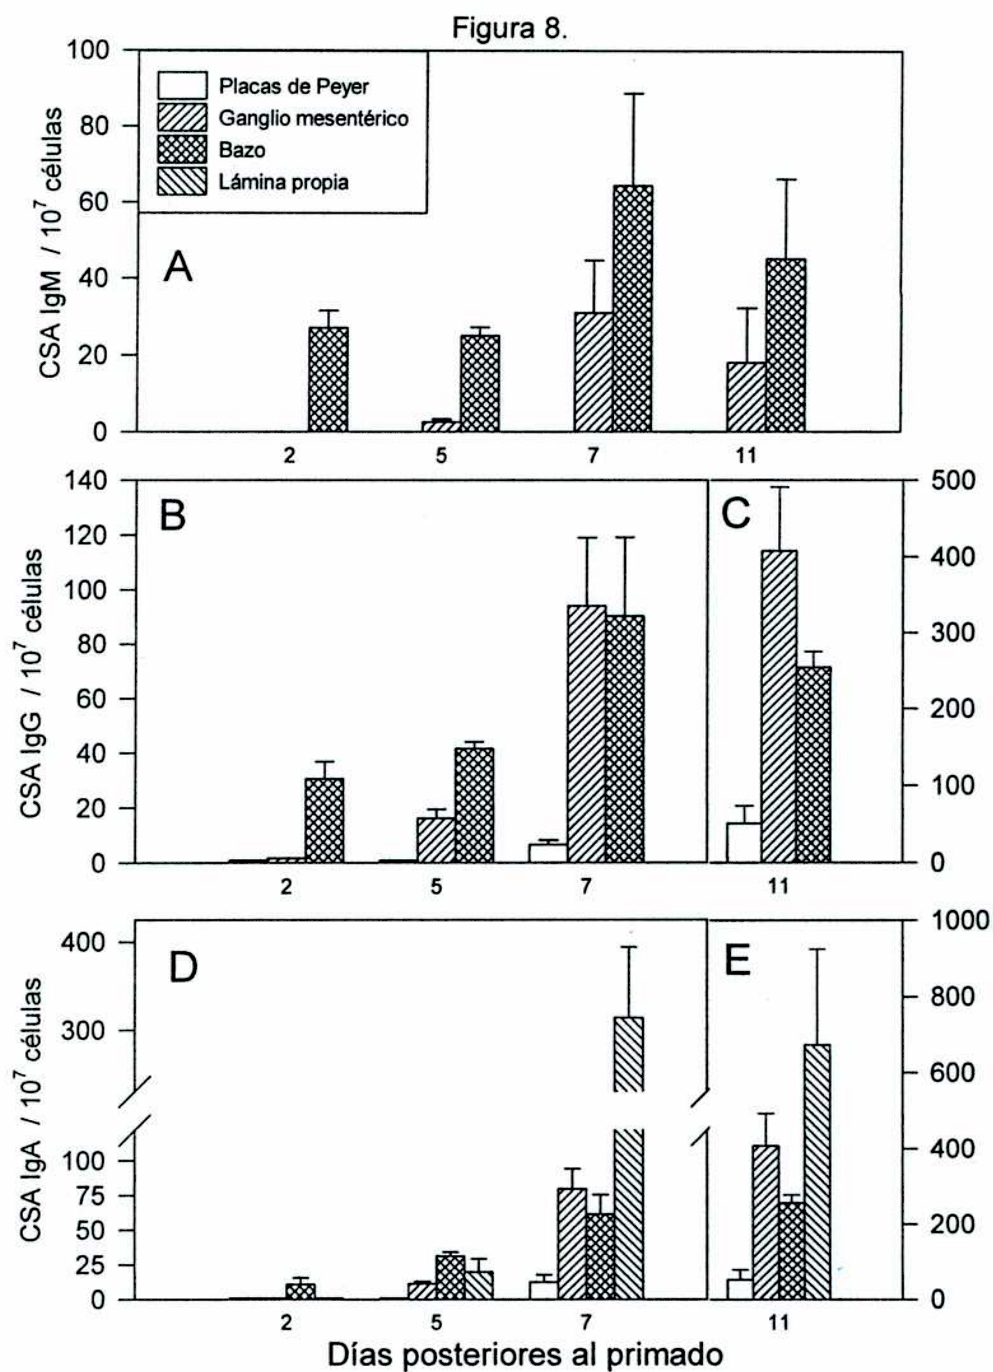 Figura 8.
100
80
60
40
20
0
CSA IgM / 10⁷ células
Placas de Peyer
Ganglio mesentérico
Bazo
Lámina propia
A
2 5 7 11
140
120
100
80
60
40
20
0
CSA IgG / 10⁷ células
B
2 5 7
C
500
400
300
200
100
0
11
400
300
100
75
50
25
0
CSA IgA / 10⁷ células
D
2 5 7
E
1000
800
600
400
200
0
11
Días posteriores al primado